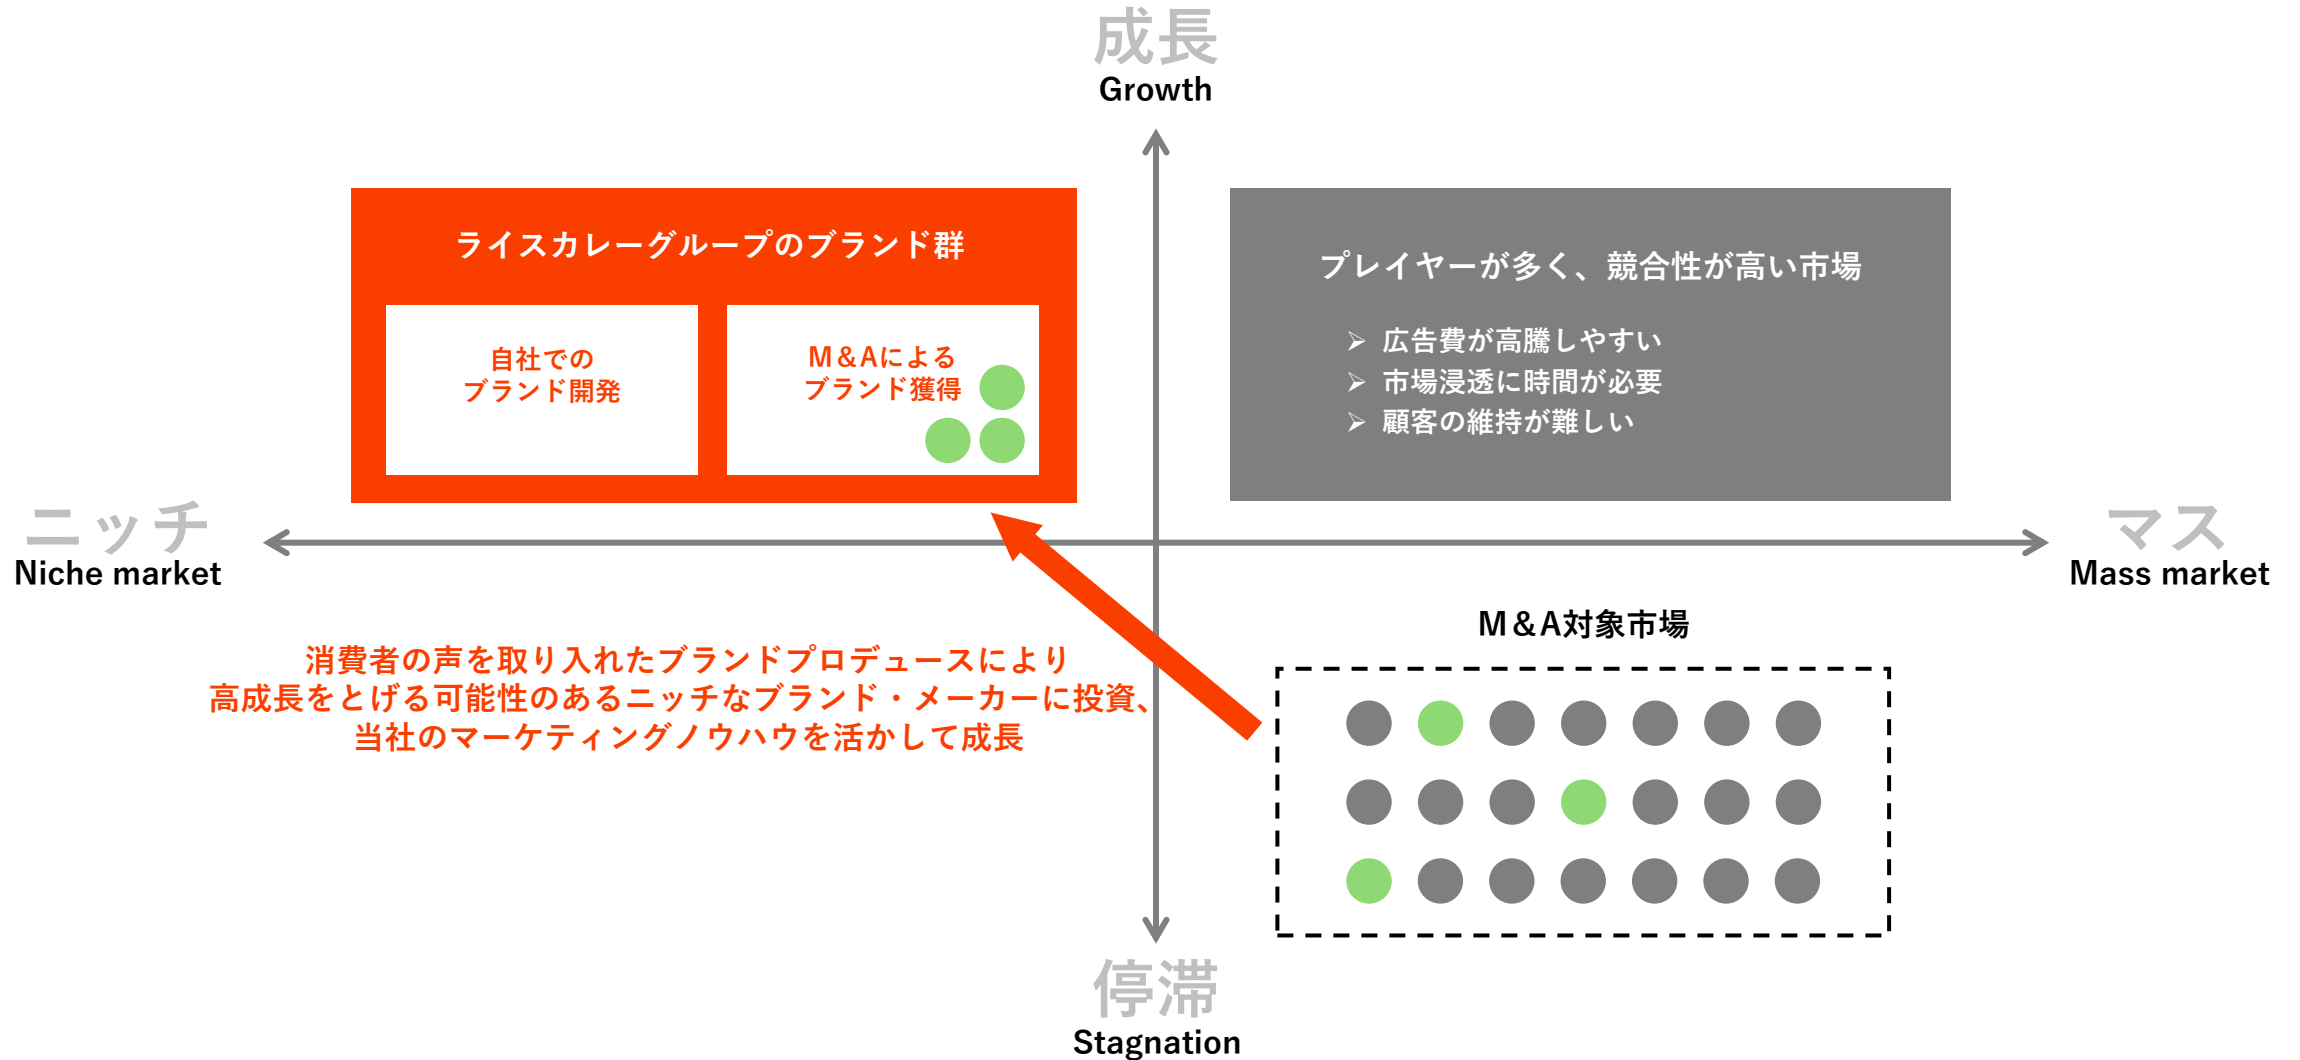 成長
Growth
ライスカレーグループのブランド群
自社での
ブランド開発
M&Aによる
ブランド獲得
プレイヤーが多く、競合性が高い市場
➢ 広告費が高騰しやすい
➢ 市場浸透に時間が必要
➢ 顧客の維持が難しい
ニッチ
Niche market
マス
Mass market
消費者の声を取り入れたブランドプロデュースにより
高成長をとげる可能性のあるニッチなブランド・メーカーに投資、
当社のマーケティングノウハウを活かして成長
M&A対象市場
停滞
Stagnation